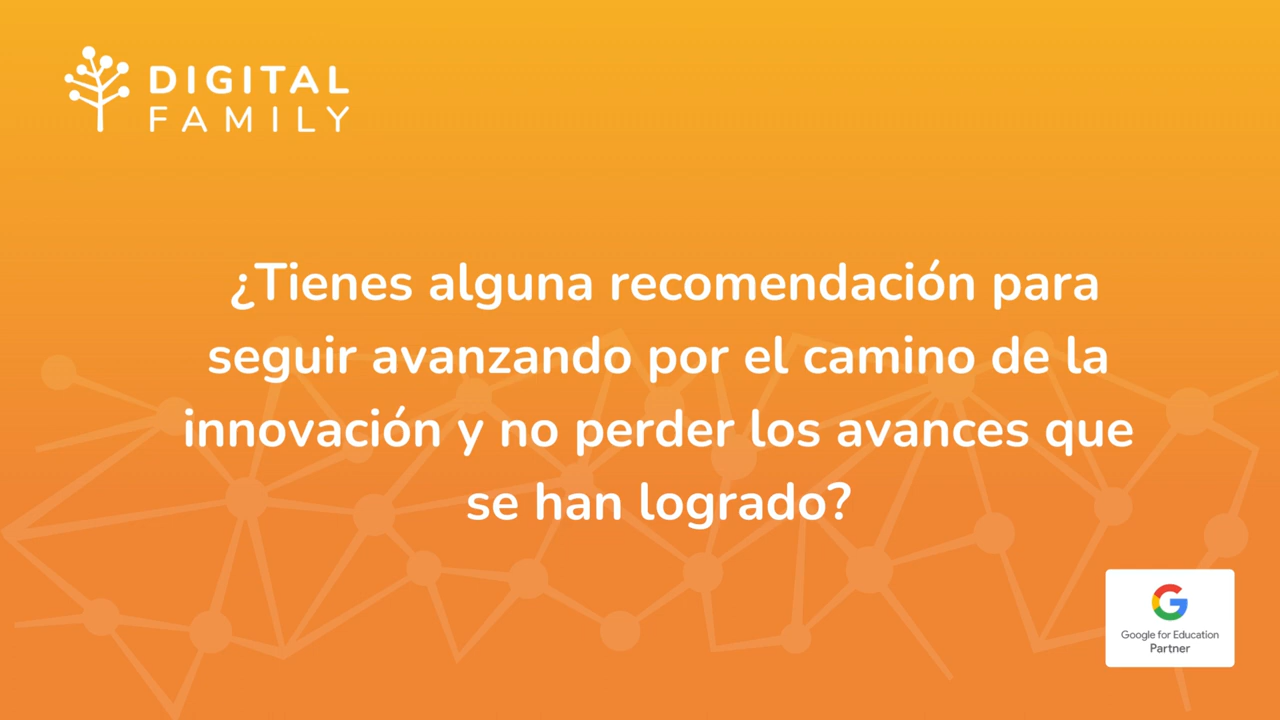 DIGITAL
FAMILY
¿Tienes alguna recomendación para
seguir avanzando por el camino de la
innovación y no perder los avances que
se han logrado?
Google for Education
Partner